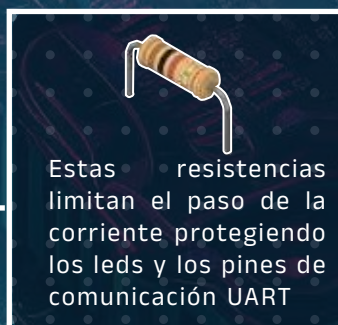 Estas resistencias
limitan el paso de la
corriente protegiendo
los leds y los pines de
comunicación UART